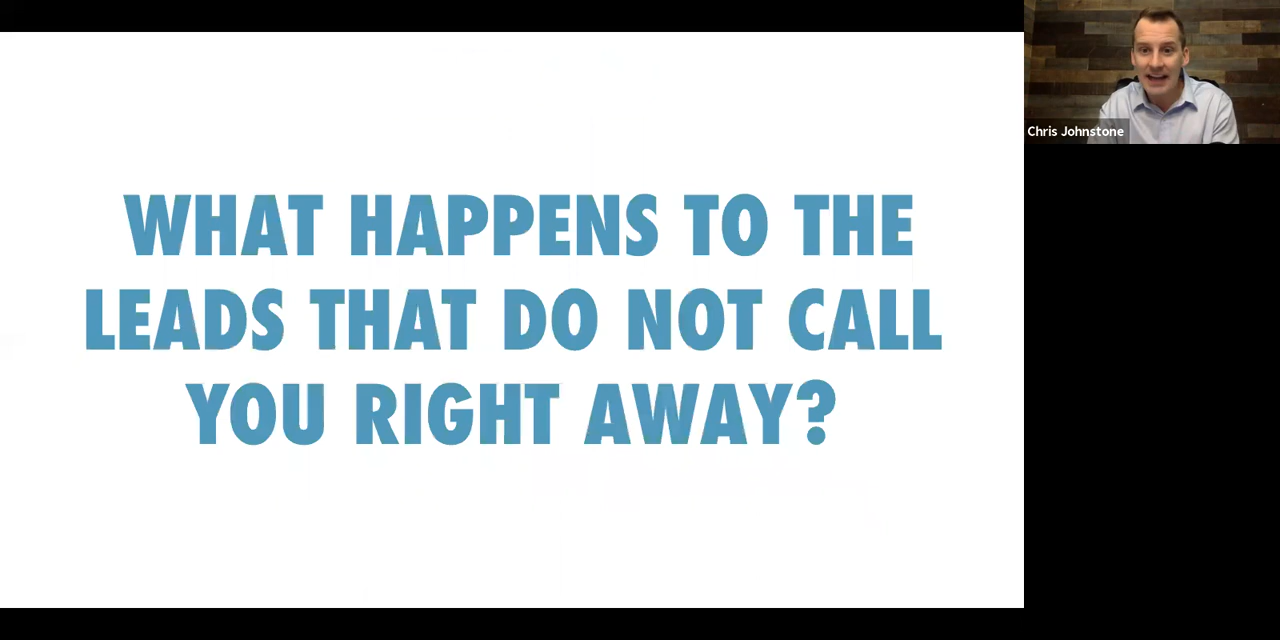 WHAT HAPPENS TO THE
LEADS THAT DO NOT CALL
YOU RIGHT AWAY?
Chris Johnstone